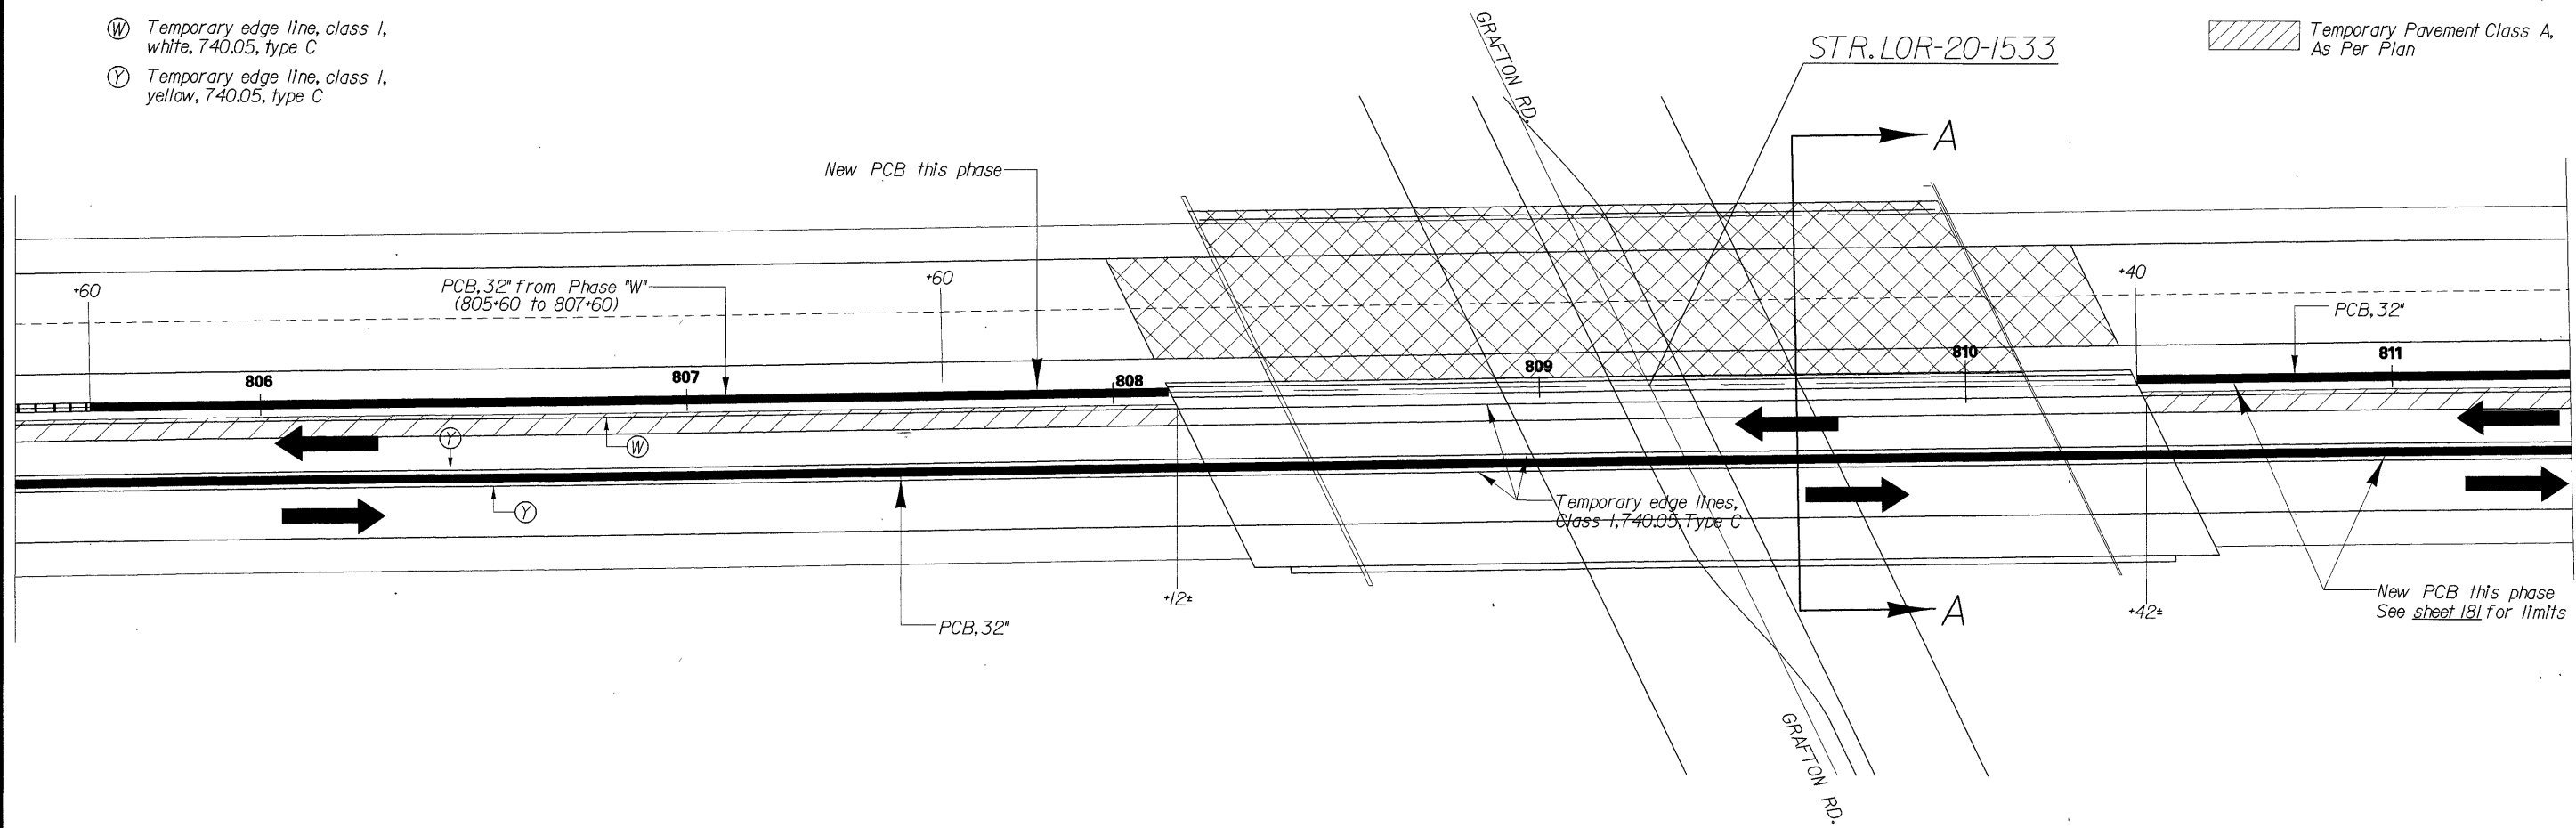 Ⓦ Temporary edge line, class 1,
white, 740.05, type C
Ⓨ Temporary edge line, class 1,
yellow, 740.05, type C
GRAFTON RD.
STR. LOR-20-1533
Temporary Pavement Class A,
As Per Plan
A
New PCB this phase
+60
PCB, 32" from Phase "W"
(805+60 to 807+60)
+60
+40
PCB, 32"
806
807
808
809
810
811
Ⓨ
Ⓦ
Ⓨ
Temporary edge lines,
Class 1, 740.05, Type C
+12±
PCB, 32"
A
+42±
New PCB this phase
See sheet 181 for limits
GRAFTON RD.